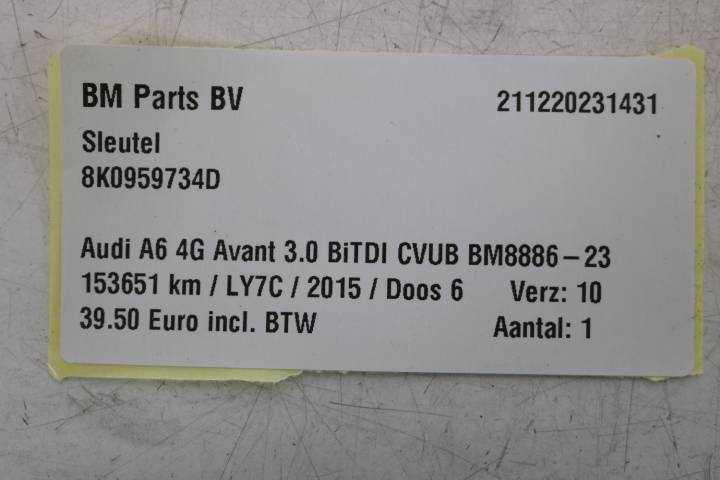 BM Parts BV 211220231431
Sleutel
8K0959734D
Audi A6 4G Avant 3.0 BiTDI CVUB BM8886-23
153651 km / LY7C / 2015 / Doos 6 Verz: 10
39.50 Euro incl. BTW Aantal: 1